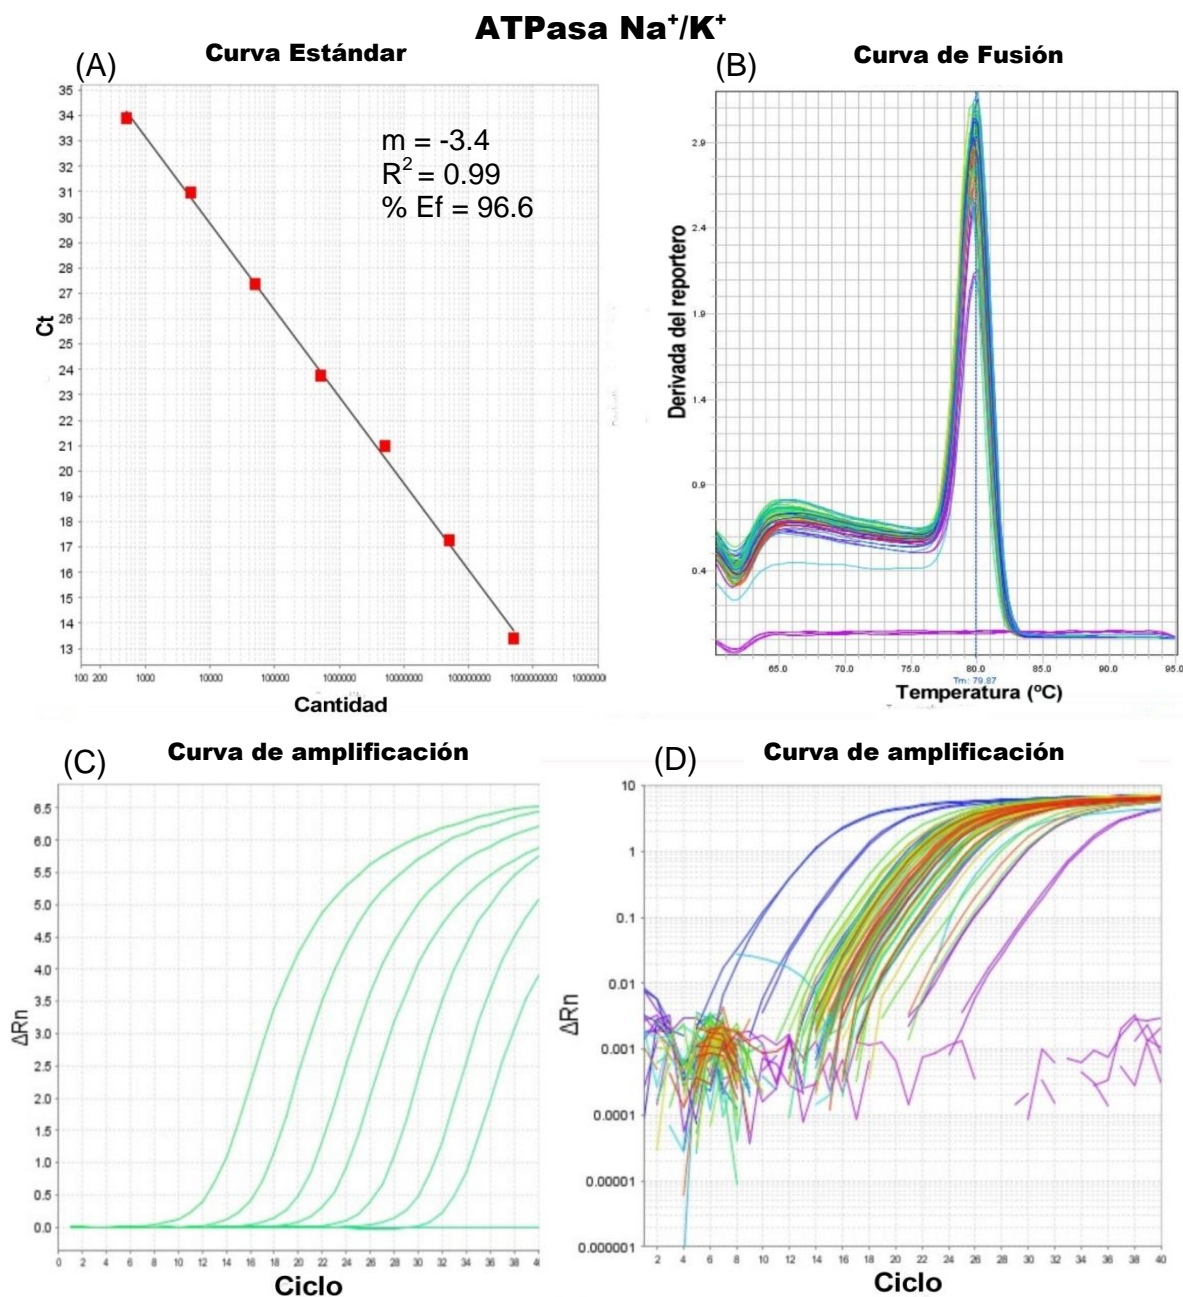 ATPasa Na⁺/K⁺
(A) Curva Estándar
m = -3.4
R² = 0.99
% Ef = 96.6
35
34
33
32
31
30
29
28
27
26
25
24
23
22
21
20
19
18
17
16
15
14
13
Ct
100 200 1000 10000 100000 1000000 10000000 100000000 1000000000
Cantidad
(B) Curva de Fusión
2.9
2.4
1.9
1.4
0.9
0.4
Derivada del reportero
65.0 70.0 75.0 80.0 85.0 90.0 95.0
Tm: 79.87
Temperatura (ºC)
(C) Curva de amplificación
6.5
6.0
5.5
5.0
4.5
4.0
3.5
3.0
2.5
2.0
1.5
1.0
0.5
0.0
ΔRn
0 2 4 6 8 10 12 14 16 18 20 22 24 26 28 30 32 34 36 38
Ciclo
(D) Curva de amplificación
10
1
0.1
0.01
0.001
0.0001
0.00001
0.000001
ΔRn
2 4 6 8 10 12 14 16 18 20 22 24 26 28 30 32 34 36 38 40
Ciclo